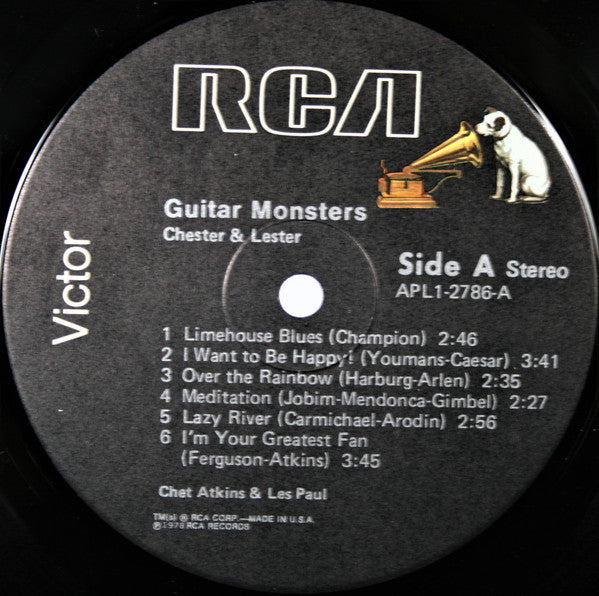 RCA
Guitar Monsters
Chester & Lester
Victor
Side A Stereo
APL1-2786-A
1 Limehouse Blues (Champion) 2:46
2 I Want to Be Happy! (Youmans-Caesar) 3:41
3 Over the Rainbow (Harburg-Arlen) 2:35
4 Meditation (Jobim-Mendonca-Gimbel) 2:27
5 Lazy River (Carmichael-Arodin) 2:56
6 I'm Your Greatest Fan
(Ferguson-Atkins) 3:45
Chet Atkins & Les Paul
TM(s) ® RCA CORP.—MADE IN U.S.A.
℗1978 RCA RECORDS